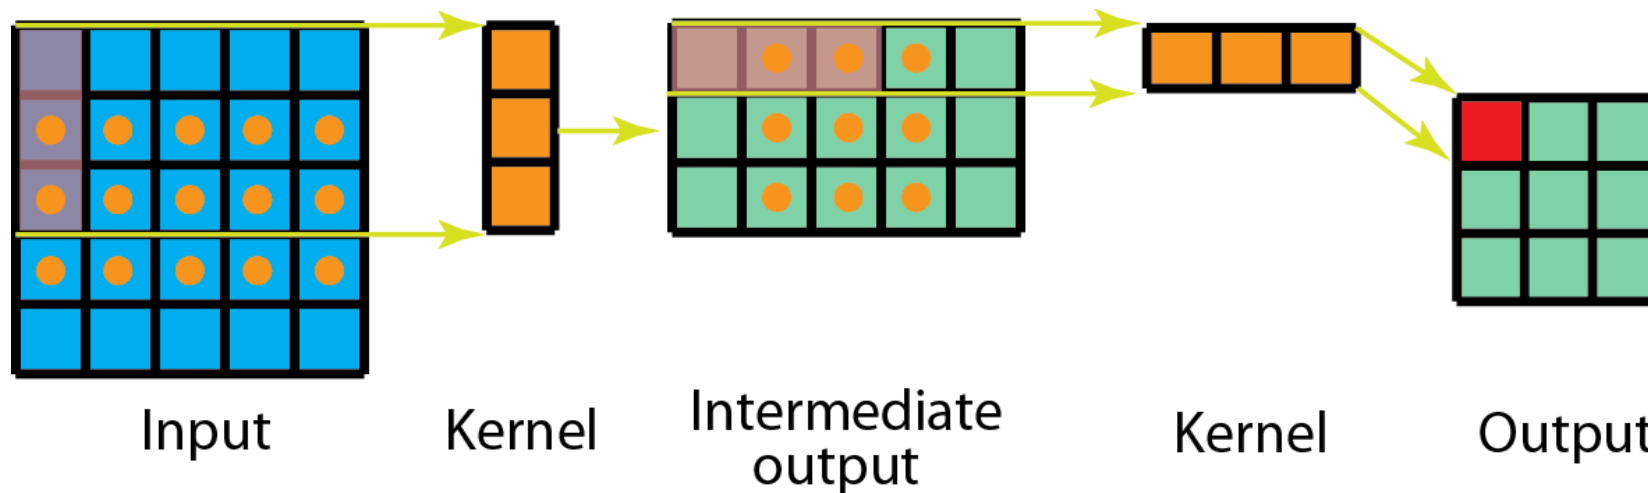 Input
Kernel
Intermediate
output
Kernel
Output